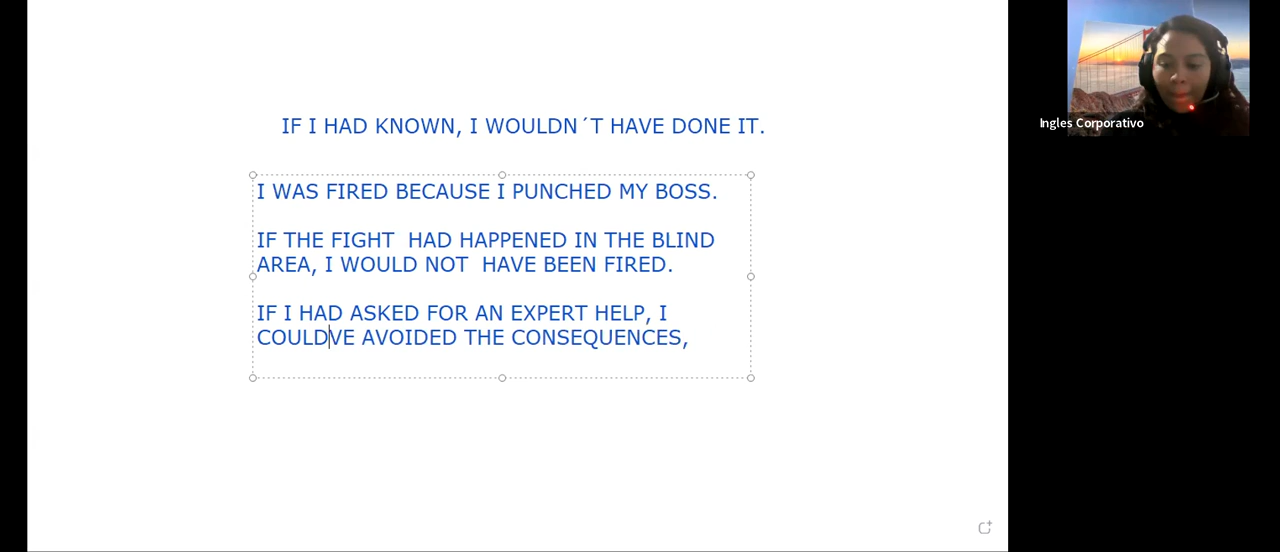 IF I HAD KNOWN, I WOULDN´T HAVE DONE IT.
I WAS FIRED BECAUSE I PUNCHED MY BOSS.
IF THE FIGHT  HAD HAPPENED IN THE BLIND
AREA, I WOULD NOT  HAVE BEEN FIRED.
IF I HAD ASKED FOR AN EXPERT HELP, I
COULDVE AVOIDED THE CONSEQUENCES,
Ingles Corporativo